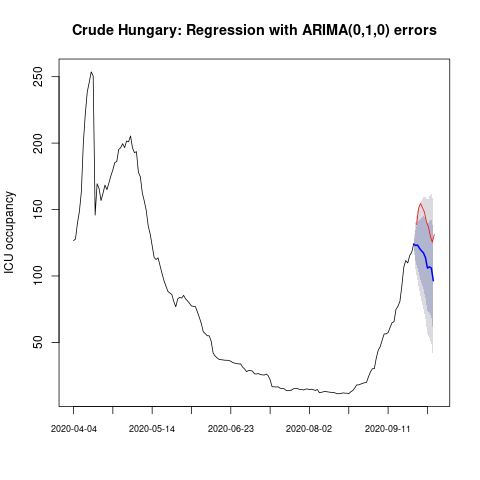 Crude Hungary: Regression with ARIMA(0,1,0) errors
ICU occupancy
250
200
150
100
50
2020-04-04 2020-05-14 2020-06-23 2020-08-02 2020-09-11